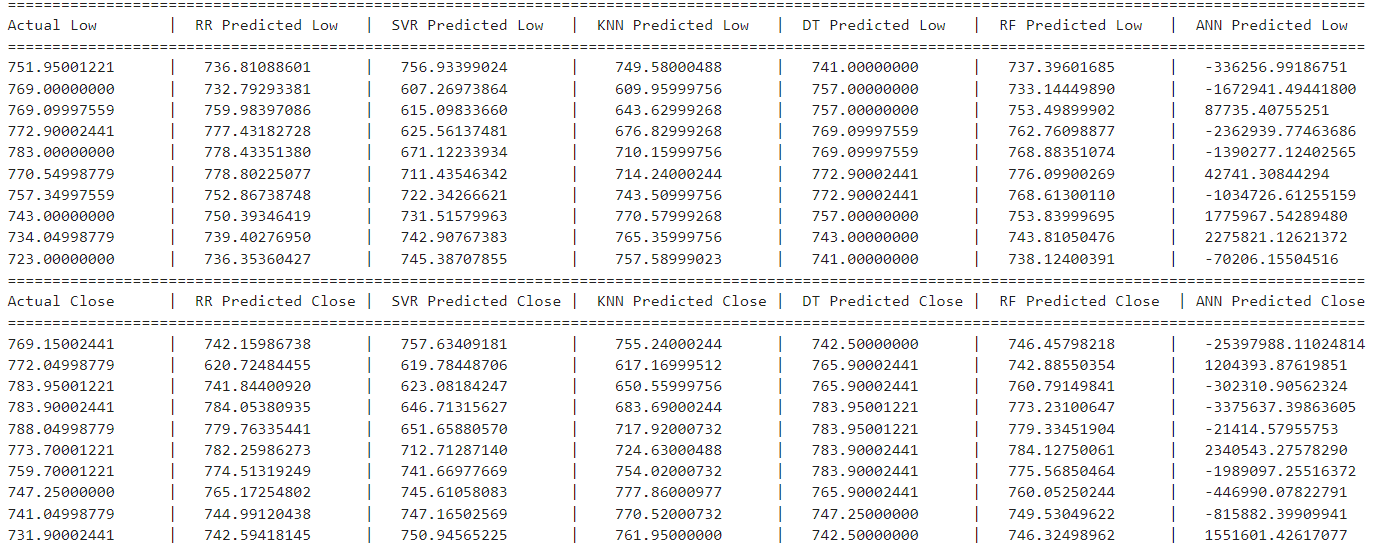 ==========================================================================================================================================================
Actual Low | RR Predicted Low | SVR Predicted Low | KNN Predicted Low | DT Predicted Low | RF Predicted Low | ANN Predicted Low
==========================================================================================================================================================
751.95001221 | 736.81088601 | 756.93399024 | 749.58000488 | 741.00000000 | 737.39601685 | -336256.99186751
769.00000000 | 732.79293381 | 607.26973864 | 609.95999756 | 757.00000000 | 733.14449890 | -1672941.49441800
769.09997559 | 759.98397086 | 615.09833660 | 643.62999268 | 757.00000000 | 753.49899902 | 87735.40755251
772.90002441 | 777.43182728 | 625.56137481 | 676.82999268 | 769.09997559 | 762.76098877 | -2362939.77463686
783.00000000 | 778.43351380 | 671.12233934 | 710.15999756 | 769.09997559 | 768.88351074 | -1390277.12402565
770.54998779 | 778.80225077 | 711.43546342 | 714.24000244 | 772.90002441 | 776.09900269 | 42741.30844294
757.34997559 | 752.86738748 | 722.34266621 | 743.50999756 | 772.90002441 | 768.61300110 | -1034726.61255159
743.00000000 | 750.39346419 | 731.51579963 | 770.57999268 | 757.00000000 | 753.83999695 | 1775967.54289480
734.04998779 | 739.40276950 | 742.90767383 | 765.35999756 | 743.00000000 | 743.81050476 | 2275821.12621372
723.00000000 | 736.35360427 | 745.38707855 | 757.58999023 | 741.00000000 | 738.12400391 | -70206.15504516
==========================================================================================================================================================
Actual Close | RR Predicted Close | SVR Predicted Close | KNN Predicted Close | DT Predicted Close | RF Predicted Close | ANN Predicted Close
==========================================================================================================================================================
769.15002441 | 742.15986738 | 757.63409181 | 755.24000244 | 742.50000000 | 746.45798218 | -25397988.11024814
772.04998779 | 620.72484455 | 619.78448706 | 617.16999512 | 765.90002441 | 742.88550354 | 1204393.87619851
783.95001221 | 741.84400920 | 623.08184247 | 650.55999756 | 765.90002441 | 760.79149841 | -302310.90562324
783.90002441 | 784.05380935 | 646.71315627 | 683.69000244 | 783.95001221 | 773.23100647 | -3375637.39863605
788.04998779 | 779.76335441 | 651.65880570 | 717.92000732 | 783.95001221 | 779.33451904 | -21414.57955753
773.70001221 | 782.25986273 | 712.71287140 | 724.63000488 | 783.90002441 | 784.12750061 | 2340543.27578290
759.70001221 | 774.51319249 | 741.66977669 | 754.02000732 | 783.90002441 | 775.56850464 | -1989097.25516372
747.25000000 | 765.17254802 | 745.61058083 | 777.86000977 | 765.90002441 | 760.05250244 | -446990.07822791
741.04998779 | 744.99120438 | 747.16502569 | 770.52000732 | 747.25000000 | 749.53049622 | -815882.39909941
731.90002441 | 742.59418145 | 750.94565225 | 761.95000000 | 742.50000000 | 746.32498962 | 1551601.42617077